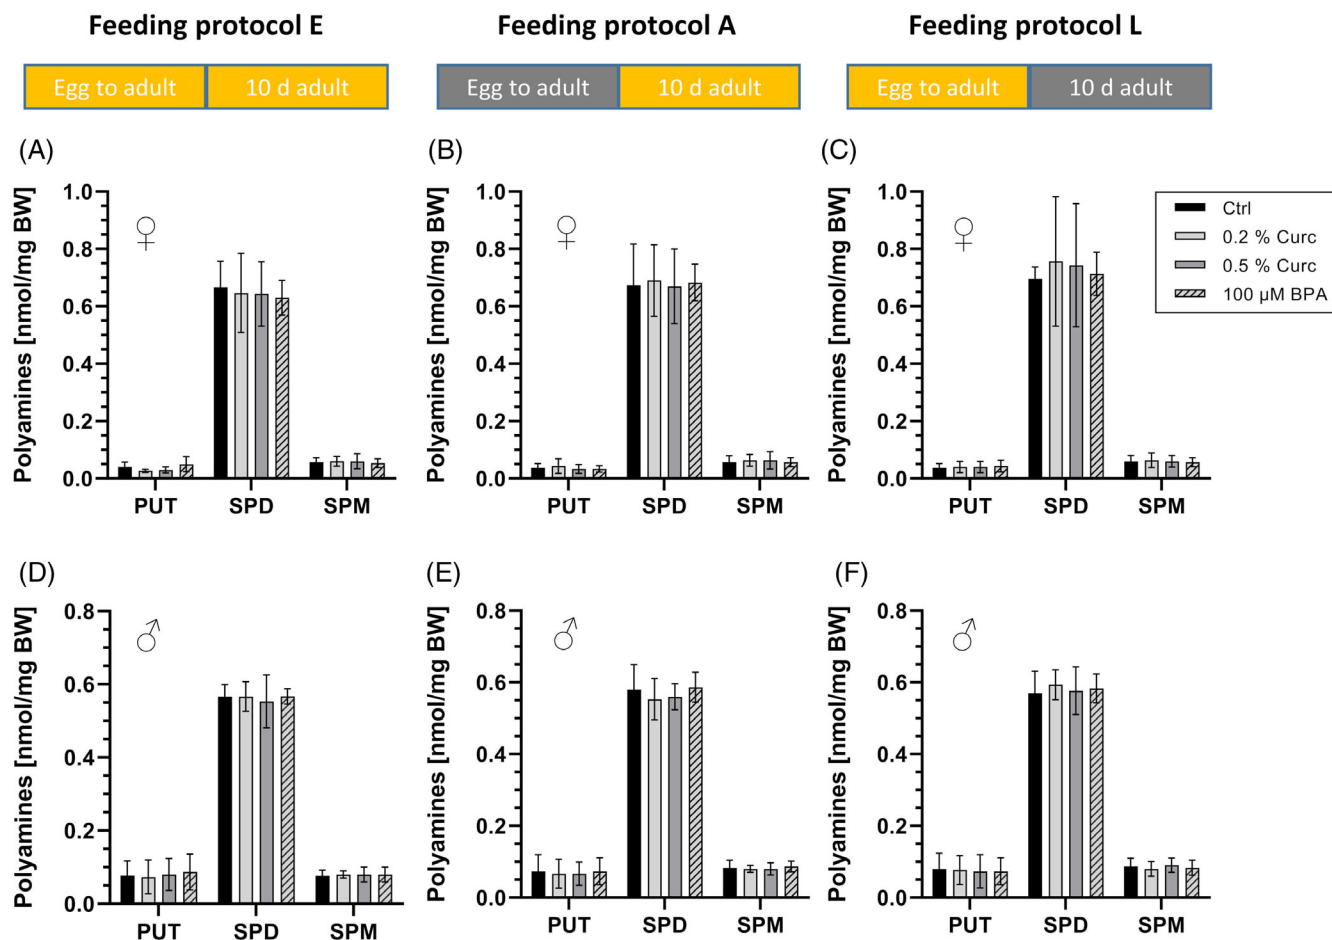 Feeding protocol E
Feeding protocol A
Feeding protocol L
Egg to adult 10 d adult
Egg to adult 10 d adult
Egg to adult 10 d adult
(A)
Polyamines [nmol/mg BW]
1.0
0.8
0.6
0.4
0.2
0.0
♀
PUT SPD SPM
(B)
Polyamines [nmol/mg BW]
1.0
0.8
0.6
0.4
0.2
0.0
♀
PUT SPD SPM
(C)
Polyamines [nmol/mg BW]
1.0
0.8
0.6
0.4
0.2
0.0
♀
PUT SPD SPM
Ctrl
0.2 % Curc
0.5 % Curc
100 µM BPA
(D)
Polyamines [nmol/mg BW]
0.8
0.6
0.4
0.2
0.0
♂
PUT SPD SPM
(E)
Polyamines [nmol/mg BW]
0.8
0.6
0.4
0.2
0.0
♂
PUT SPD SPM
(F)
Polyamines [nmol/mg BW]
0.8
0.6
0.4
0.2
0.0
♂
PUT SPD SPM